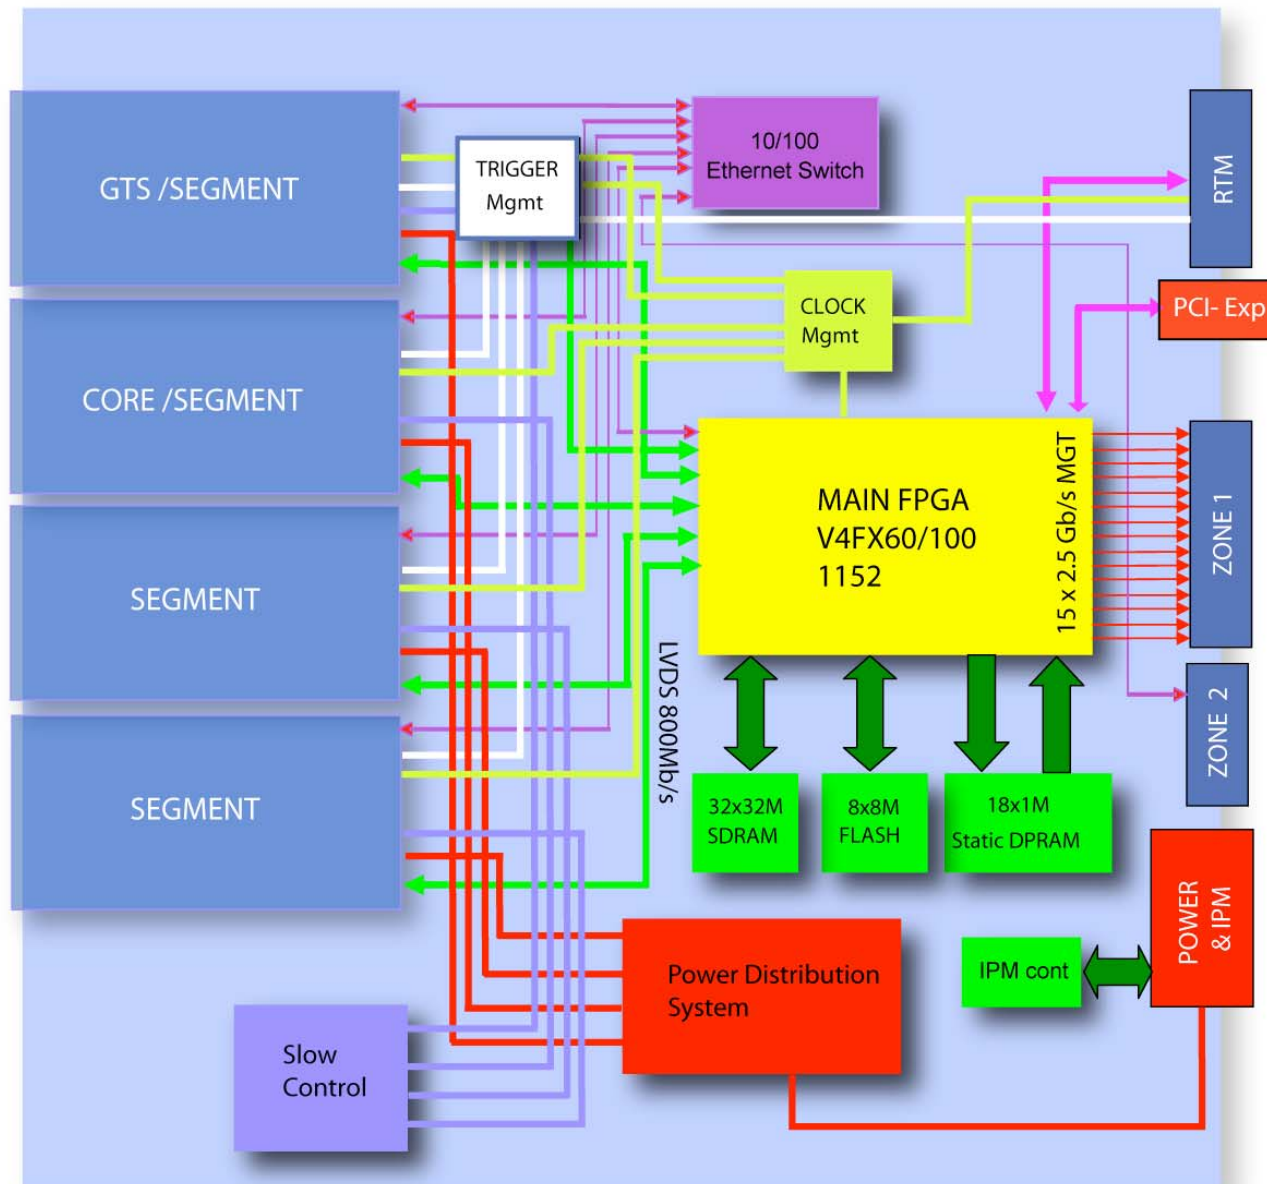 GTS /SEGMENT
TRIGGER
Mgmt
10/100
Ethernet Switch
RTM
CORE /SEGMENT
CLOCK
Mgmt
PCI- Exp
SEGMENT
MAIN FPGA
V4FX60/100
1152
15 x 2.5 Gb/s MGT
ZONE 1
LVDS 800Mb/s
ZONE 2
SEGMENT
32x32M
SDRAM
8x8M
FLASH
18x1M
Static DPRAM
POWER
& IPM
IPM cont
Power Distribution
System
Slow
Control